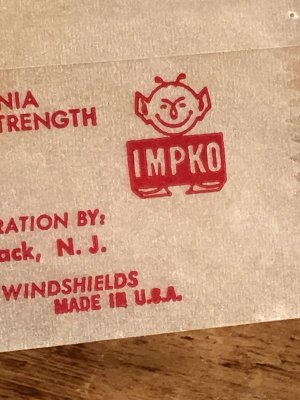 NIA
TRENGTH
IMPKO
RATION BY:
ack, N. J.
WINDSHIELDS
MADE IN U.S.A.